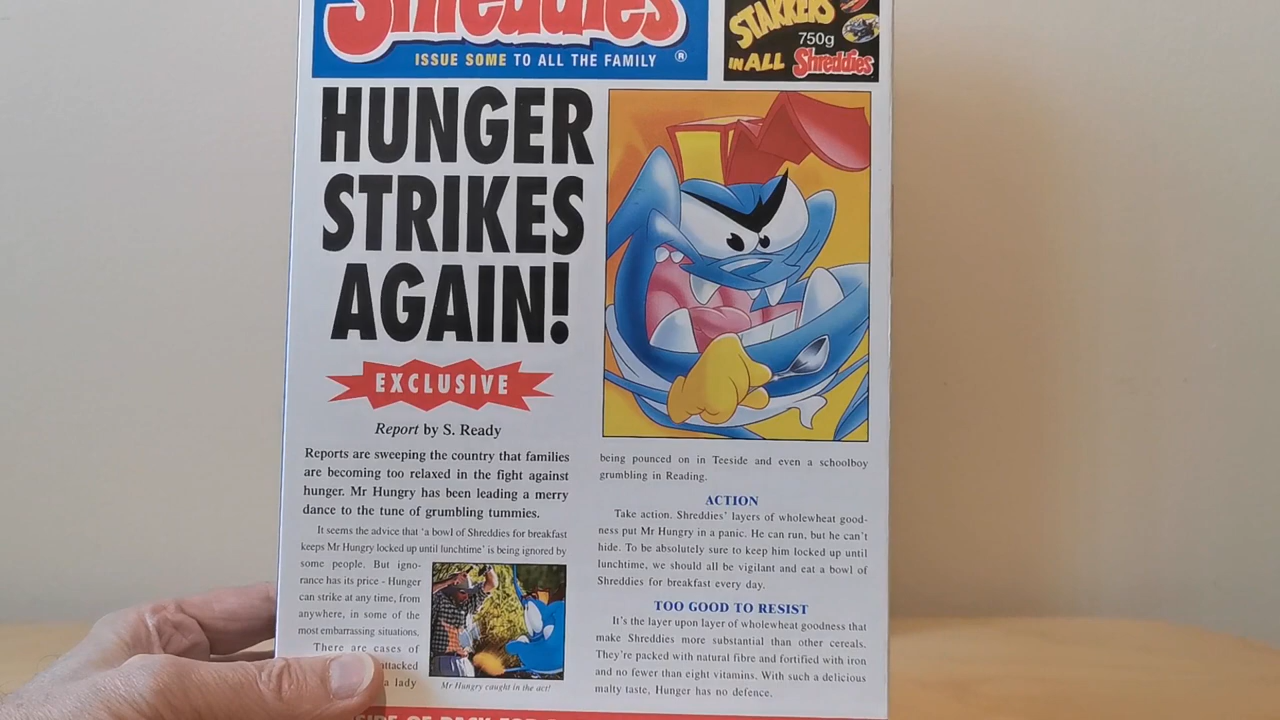 Shreddies
ISSUE SOME TO ALL THE FAMILY ®
STAKKERS
750g
IN ALL Shreddies
HUNGER
STRIKES
AGAIN!
EXCLUSIVE
Report by S. Ready
Reports are sweeping the country that families
are becoming too relaxed in the fight against
hunger. Mr Hungry has been leading a merry
dance to the tune of grumbling tummies.
It seems the advice that 'a bowl of Shreddies for breakfast
keeps Mr Hungry locked up until lunchtime' is being ignored by
some people. But igno-
rance has its price - Hunger
can strike at any time, from
anywhere, in some of the
most embarrassing situations.
There are cases of
attacked
a lady
Mr Hungry caught in the act!
being pounced on in Teeside and even a schoolboy
grumbling in Reading.
ACTION
Take action. Shreddies' layers of wholewheat good-
ness put Mr Hungry in a panic. He can run, but he can't
hide. To be absolutely sure to keep him locked up until
lunchtime, we should all be vigilant and eat a bowl of
Shreddies for breakfast every day.
TOO GOOD TO RESIST
It's the layer upon layer of wholewheat goodness that
make Shreddies more substantial than other cereals.
They're packed with natural fibre and fortified with iron
and no fewer than eight vitamins. With such a delicious
malty taste, Hunger has no defence.
SIDE OF PACK FOR